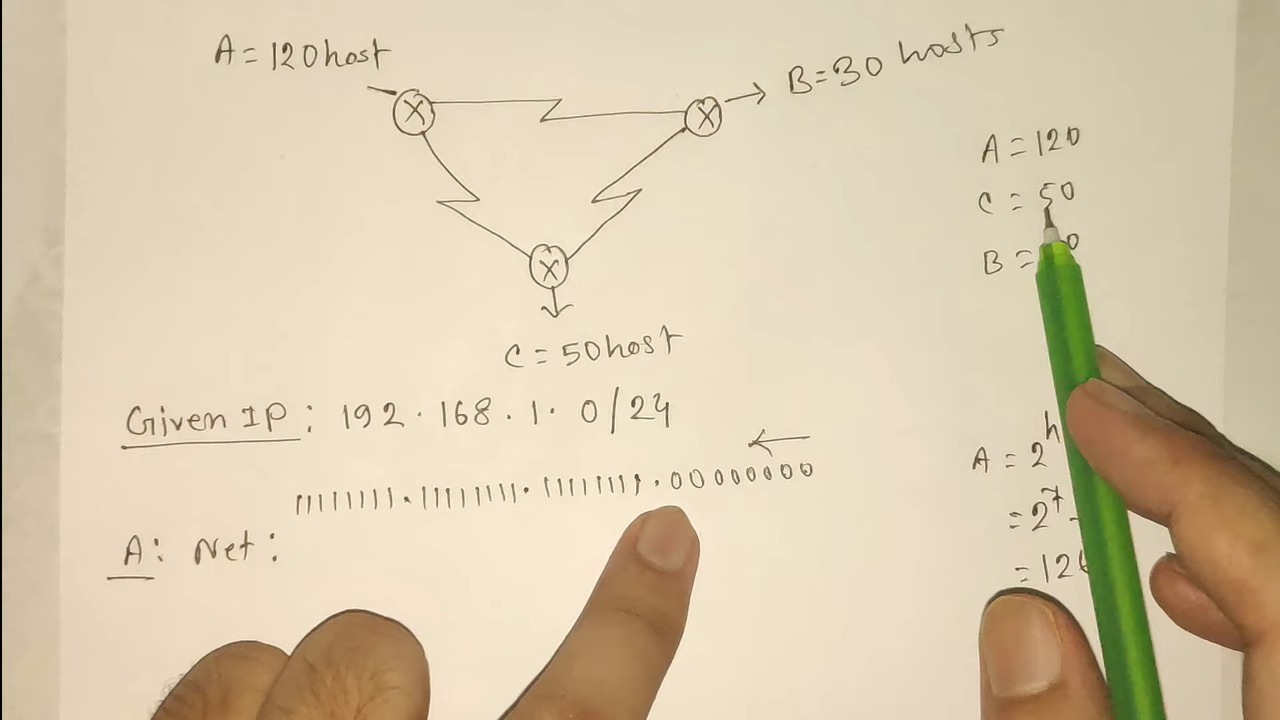 A = 120 host
B = 30 hosts
A = 120
C = 50
B =
C = 50 host
Given IP : 192 . 168 . 1 . 0/24
A = 2^h
11111111.11111111.11111111.00000000
= 2^7 -
A : Net :